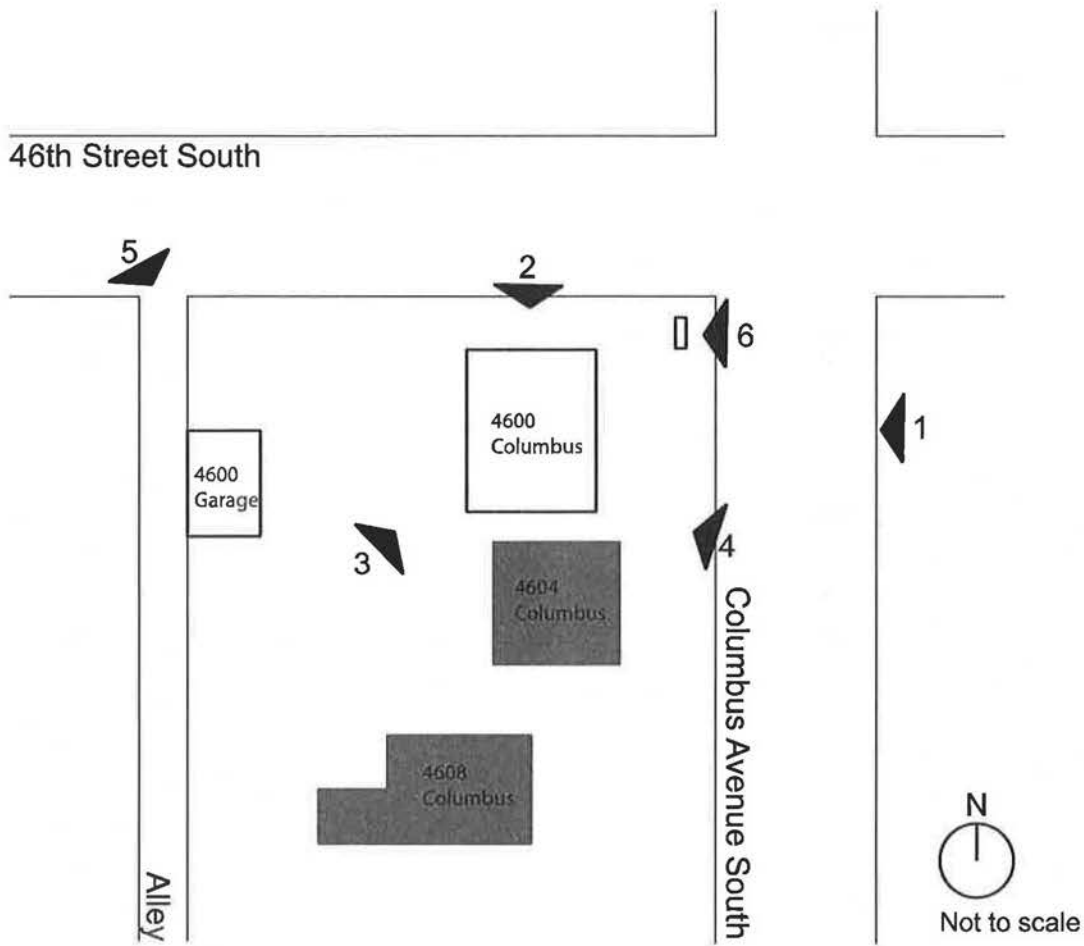 46th Street South
5
2
6
1
4600
Columbus
4600
Garage
3
4
4604
Columbus
Columbus Avenue South
4608
Columbus
N
Alley
Not to scale